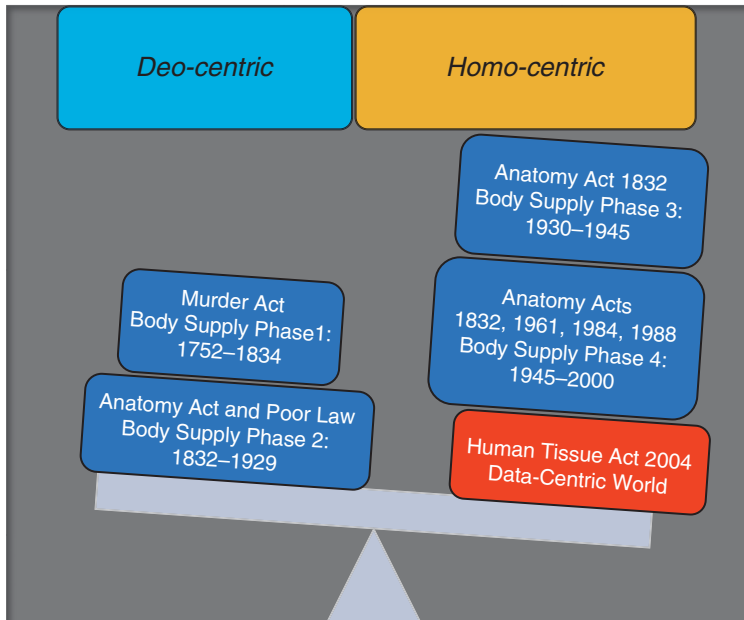 Deo-centric
Homo-centric
Murder Act
Body Supply Phase1:
1752–1834
Anatomy Act and Poor Law
Body Supply Phase 2:
1832–1929
Anatomy Act 1832
Body Supply Phase 3:
1930–1945
Anatomy Acts
1832, 1961, 1984, 1988
Body Supply Phase 4:
1945–2000
Human Tissue Act 2004
Data-Centric World